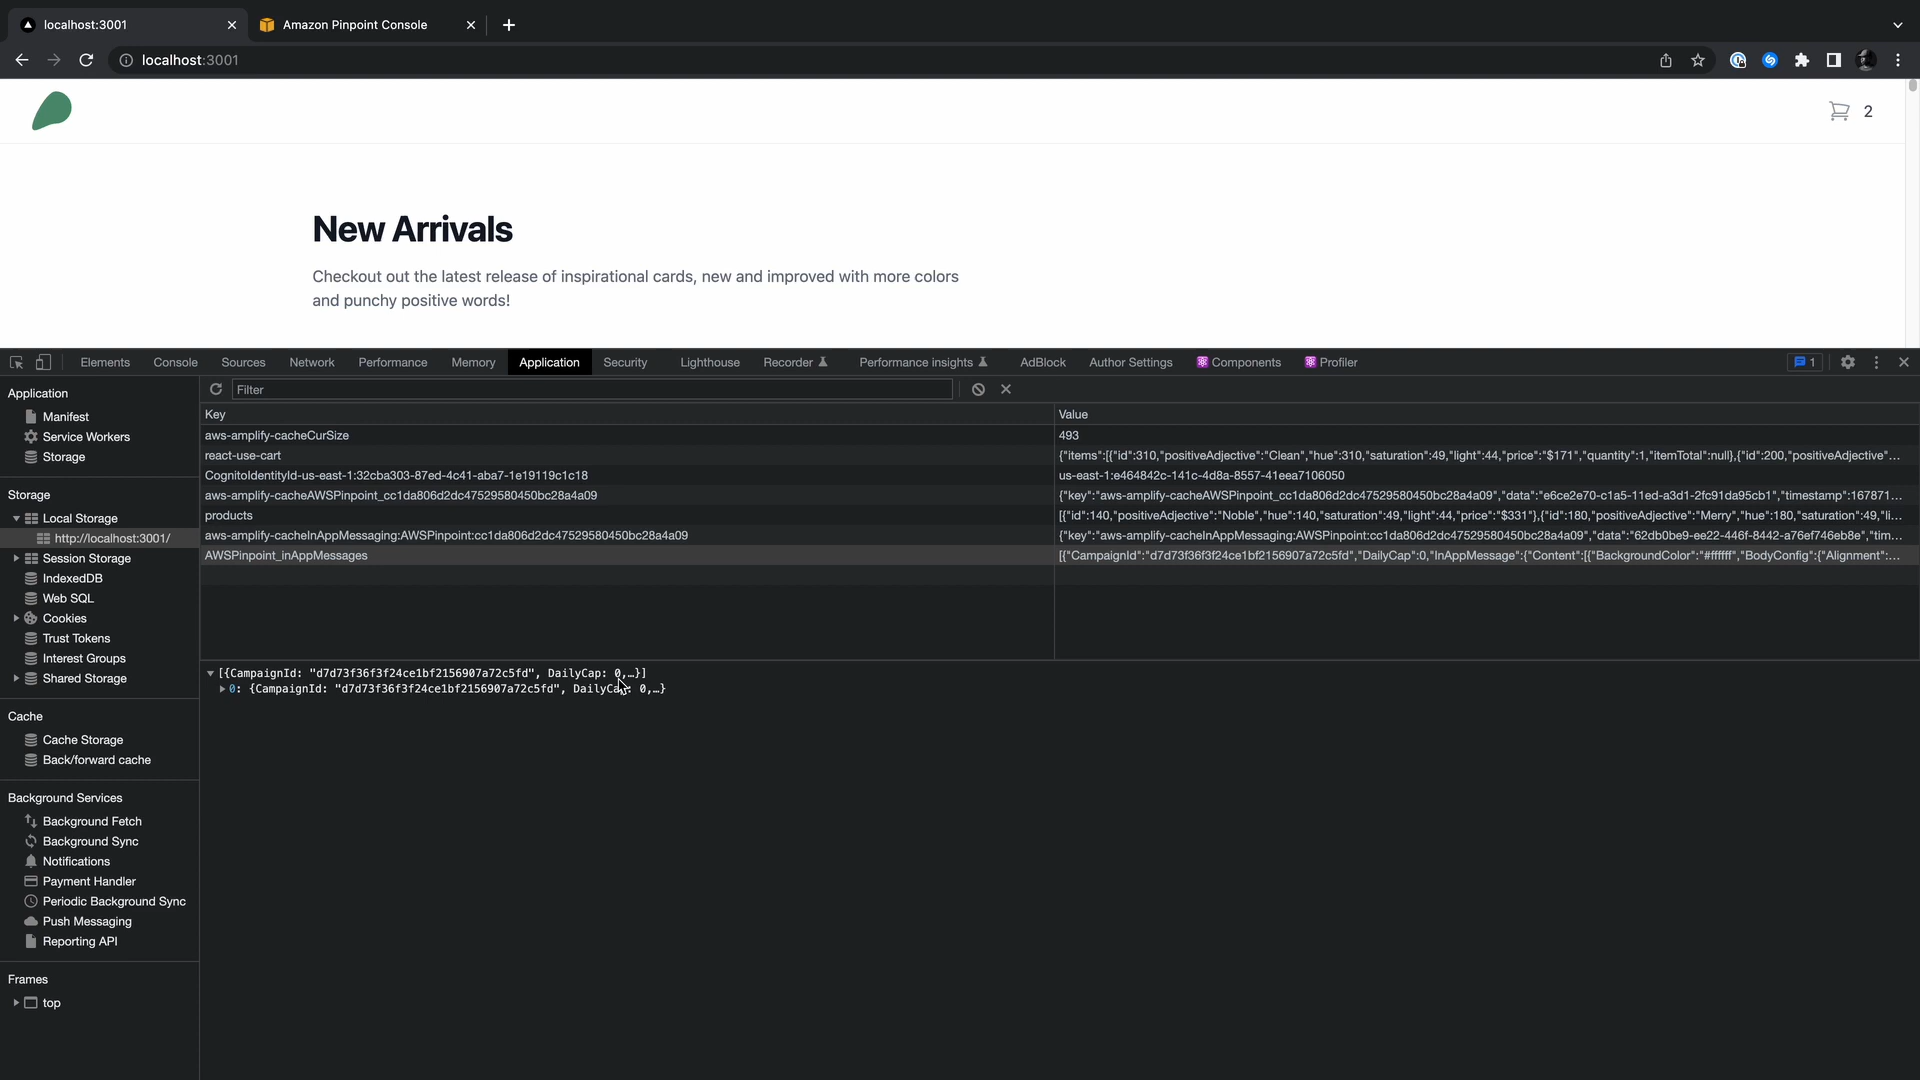 localhost:3001
Amazon Pinpoint Console
localhost:3001
2
New Arrivals
Checkout out the latest release of inspirational cards, new and improved with more colors
and punchy positive words!
Elements Console Sources Network Performance Memory Application Security Lighthouse Recorder Performance insights AdBlock Author Settings Components Profiler 1
Application
Manifest
Service Workers
Storage
Storage
Local Storage
http://localhost:3001/
Session Storage
IndexedDB
Web SQL
Cookies
Trust Tokens
Interest Groups
Shared Storage
Cache
Cache Storage
Back/forward cache
Background Services
Background Fetch
Background Sync
Notifications
Payment Handler
Periodic Background Sync
Push Messaging
Reporting API
Frames
top
Filter
Key Value
aws-amplify-cacheCurSize 493
react-use-cart {"items":[{"id":310,"positiveAdjective":"Clean","hue":310,"saturation":49,"light":44,"price":"$171","quantity":1,"itemTotal":null},{"id":200,"positiveAdjective"...
CognitoIdentityId-us-east-1:32cba303-87ed-4c41-aba7-1e19119c1c18 us-east-1:e464842c-141c-4d8a-8557-41eea7106050
aws-amplify-cacheAWSPinpoint_cc1da806d2dc47529580450bc28a4a09 {"key":"aws-amplify-cacheAWSPinpoint_cc1da806d2dc47529580450bc28a4a09","data":"e6ce2e70-c1a5-11ed-a3d1-2fc91da95cb1","timestamp":167871...
products [{"id":140,"positiveAdjective":"Noble","hue":140,"saturation":49,"light":44,"price":"$331"},{"id":180,"positiveAdjective":"Merry","hue":180,"saturation":49,"li...
aws-amplify-cacheInAppMessaging:AWSPinpoint:cc1da806d2dc47529580450bc28a4a09 {"key":"aws-amplify-cacheInAppMessaging:AWSPinpoint:cc1da806d2dc47529580450bc28a4a09","data":"62db0be9-ee22-446f-8442-a76ef746eb8e","tim...
AWSPinpoint_inAppMessages [{"CampaignId":"d7d73f36f3f24ce1bf2156907a72c5fd","DailyCap":0,"InAppMessage":{"Content":[{"BackgroundColor":"#ffffff","BodyConfig":{"Alignment":...
[{CampaignId: "d7d73f36f3f24ce1bf2156907a72c5fd", DailyCap: 0,…}]
0: {CampaignId: "d7d73f36f3f24ce1bf2156907a72c5fd", DailyCap: 0,…}